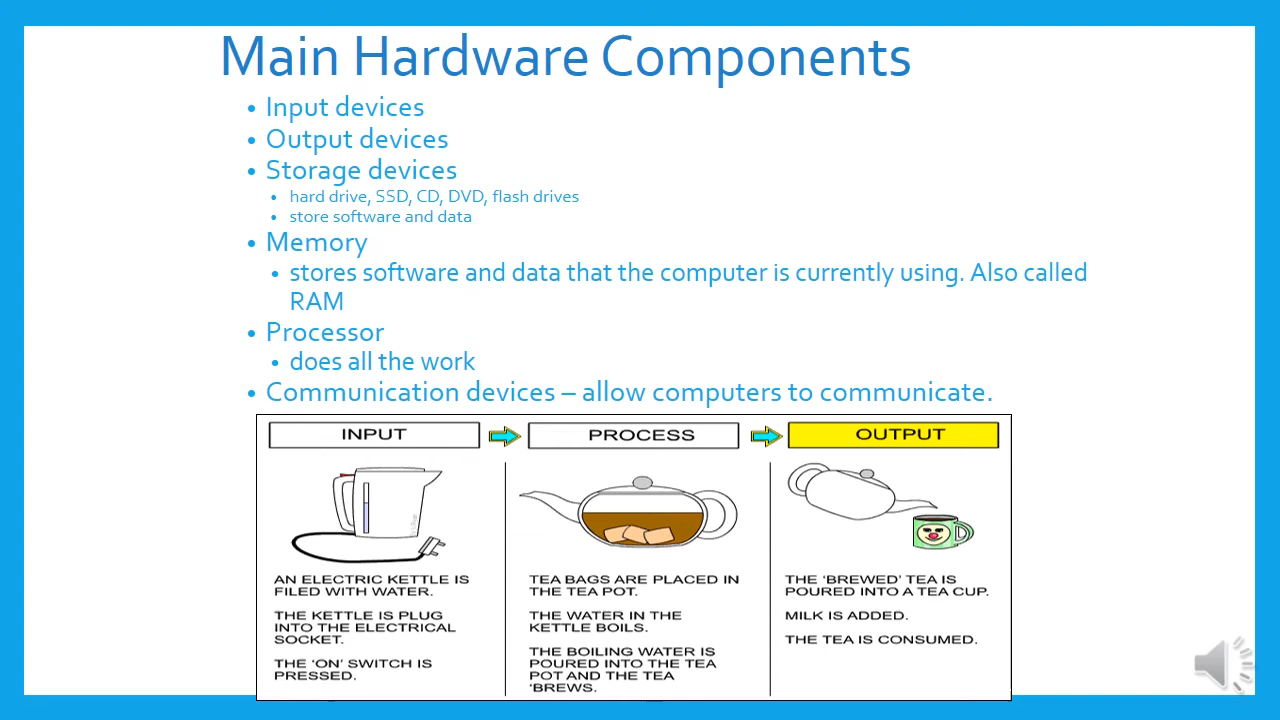 Main Hardware Components
• Input devices
• Output devices
• Storage devices
• hard drive, SSD, CD, DVD, flash drives
• store software and data
• Memory
• stores software and data that the computer is currently using. Also called
RAM
• Processor
• does all the work
• Communication devices – allow computers to communicate.
INPUT
PROCESS
OUTPUT
AN ELECTRIC KETTLE IS
FILED WITH WATER.
THE KETTLE IS PLUG
INTO THE ELECTRICAL
SOCKET.
THE ‘ON’ SWITCH IS
PRESSED.
TEA BAGS ARE PLACED IN
THE TEA POT.
THE WATER IN THE
KETTLE BOILS.
THE BOILING WATER IS
POURED INTO THE TEA
POT AND THE TEA
‘BREWS.
THE ‘BREWED’ TEA IS
POURED INTO A TEA CUP.
MILK IS ADDED.
THE TEA IS CONSUMED.